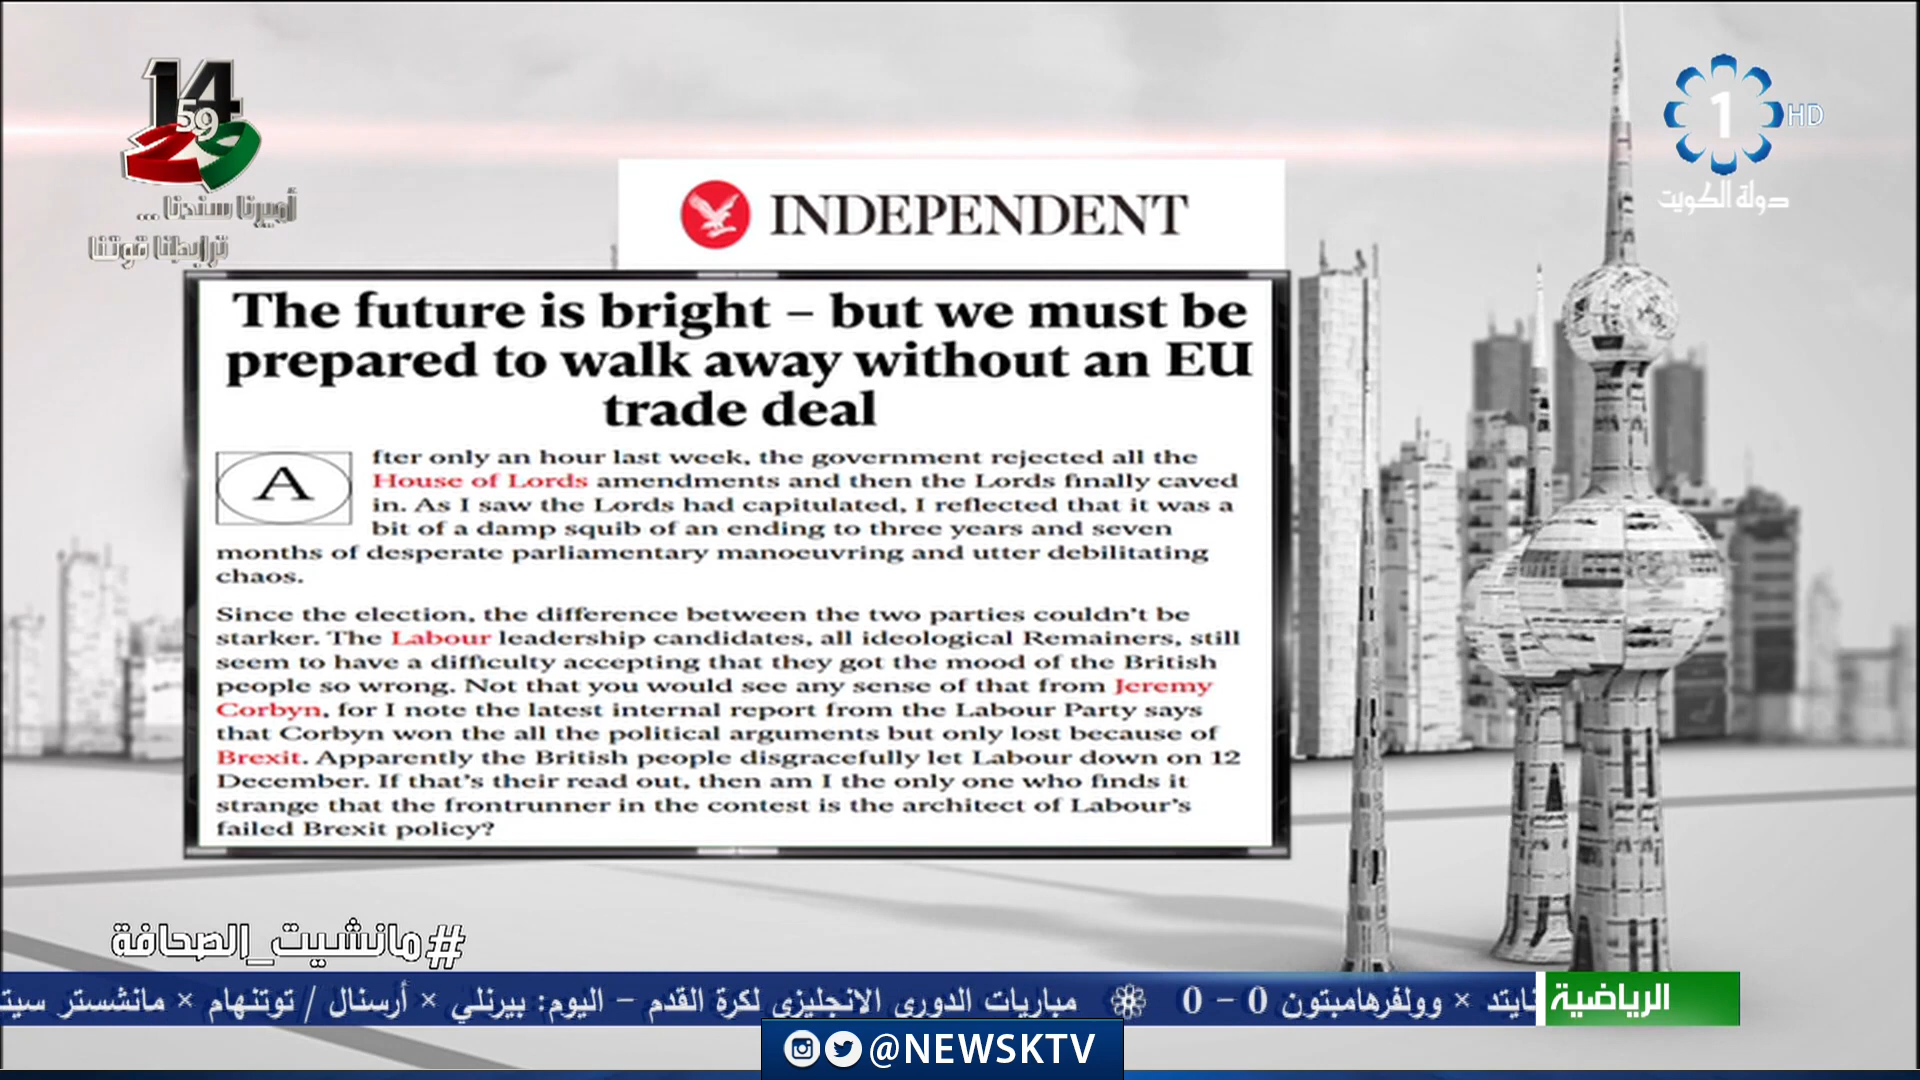 14
59
29
أميرنا سندنا ...
ترابطنا قوتنا
1
HD
دولة الكويت
INDEPENDENT
The future is bright – but we must be
prepared to walk away without an EU
trade deal
A fter only an hour last week, the government rejected all the
House of Lords amendments and then the Lords finally caved
in. As I saw the Lords had capitulated, I reflected that it was a
bit of a damp squib of an ending to three years and seven
months of desperate parliamentary manoeuvring and utter debilitating
chaos.
Since the election, the difference between the two parties couldn't be
starker. The Labour leadership candidates, all ideological Remainers, still
seem to have a difficulty accepting that they got the mood of the British
people so wrong. Not that you would see any sense of that from Jeremy
Corbyn, for I note the latest internal report from the Labour Party says
that Corbyn won the all the political arguments but only lost because of
Brexit. Apparently the British people disgracefully let Labour down on 12
December. If that's their read out, then am I the only one who finds it
strange that the frontrunner in the contest is the architect of Labour's
failed Brexit policy?
#مانشيت_الصحافة
الرياضية
نايتد × وولفرهامبتون 0 – 0 مباريات الدوري الانجليزي لكرة القدم – اليوم: بيرنلي × أرسنال / توتنهام × مانشستر سيتـ
@NEWSKTV